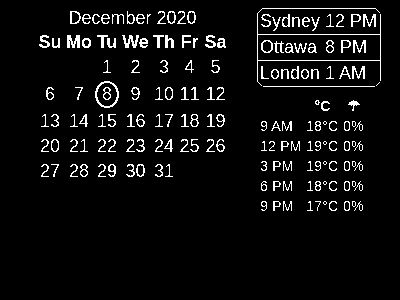 December 2020
Su Mo Tu We Th Fr Sa
1 2 3 4 5
6 7 8 9 10 11 12
13 14 15 16 17 18 19
20 21 22 23 24 25 26
27 28 29 30 31
Sydney 12 PM
Ottawa 8 PM
London 1 AM
°C ☂
9 AM 18°C 0%
12 PM 19°C 0%
3 PM 19°C 0%
6 PM 18°C 0%
9 PM 17°C 0%